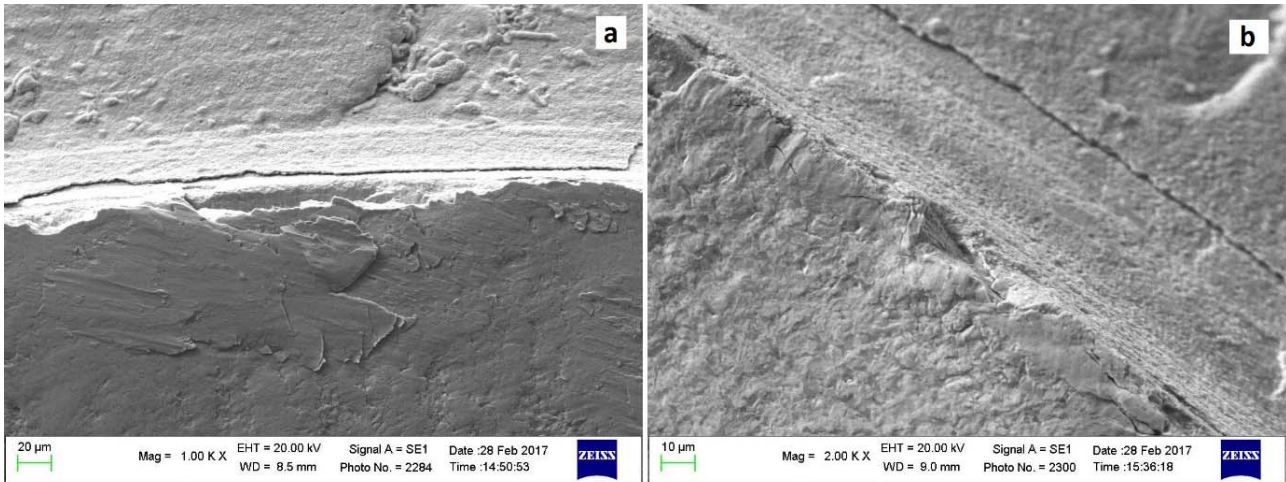 a
20 µm
Mag = 1.00 K X
EHT = 20.00 kV
WD = 8.5 mm
Signal A = SE1
Photo No. = 2284
Date :28 Feb 2017
Time :14:50:53
ZEISS
b
10 µm
Mag = 2.00 K X
EHT = 20.00 kV
WD = 9.0 mm
Signal A = SE1
Photo No. = 2300
Date :28 Feb 2017
Time :15:36:18
ZEISS